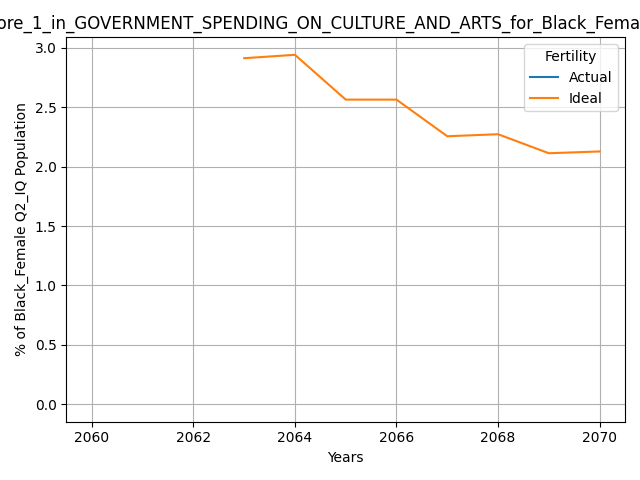 ore_1_in_GOVERNMENT_SPENDING_ON_CULTURE_AND_ARTS_for_Black_Fema
Fertility
Actual
Ideal
% of Black_Female Q2_IQ Population
3.0
2.5
2.0
1.5
1.0
0.5
0.0
2060 2062 2064 2066 2068 2070
Years